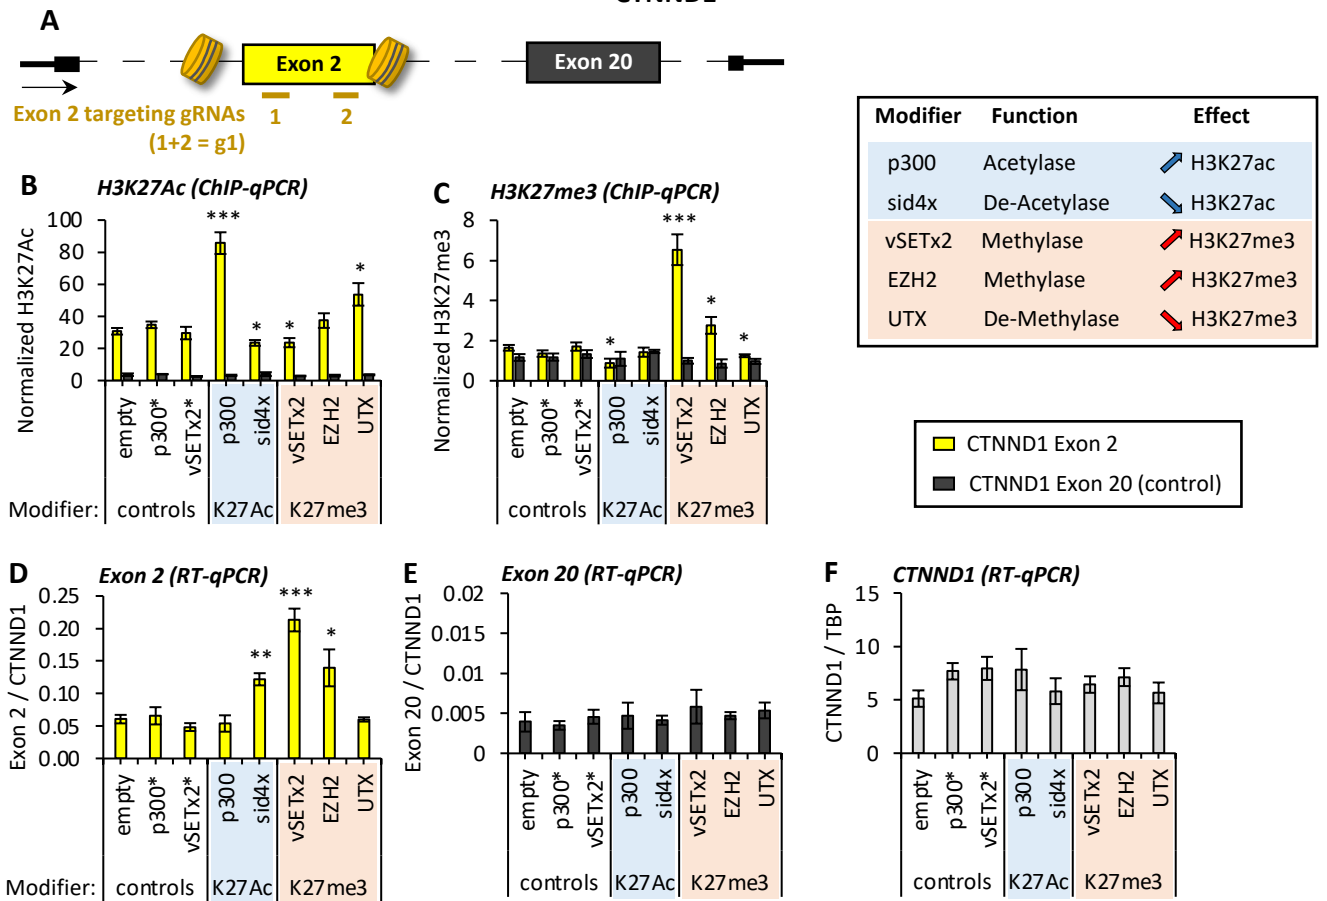 CTNND1
A
Exon 2
Exon 20
Exon 2 targeting gRNAs
(1+2 = g1)
1
2
Modifier Function Effect
p300 Acetylase H3K27ac
sid4x De-Acetylase H3K27ac
vSETx2 Methylase H3K27me3
EZH2 Methylase H3K27me3
UTX De-Methylase H3K27me3
B
H3K27Ac (ChIP-qPCR)
Normalized H3K27Ac
100
80
60
40
20
0
***
*
*
*
empty
p300*
vSETx2*
p300
sid4x
vSETx2
EZH2
UTX
Modifier: controls K27Ac K27me3
C
H3K27me3 (ChIP-qPCR)
Normalized H3K27me3
8
6
4
2
0
*
***
*
*
empty
p300*
vSETx2*
p300
sid4x
vSETx2
EZH2
UTX
controls K27Ac K27me3
CTNND1 Exon 2
CTNND1 Exon 20 (control)
D
Exon 2 (RT-qPCR)
Exon 2 / CTNND1
0.25
0.20
0.15
0.10
0.05
0.00
**
***
*
empty
p300*
vSETx2*
p300
sid4x
vSETx2
EZH2
UTX
Modifier: controls K27Ac K27me3
E
Exon 20 (RT-qPCR)
Exon 20 / CTNND1
0.02
0.015
0.01
0.005
0
empty
p300*
vSETx2*
p300
sid4x
vSETx2
EZH2
UTX
controls K27Ac K27me3
F
CTNND1 (RT-qPCR)
CTNND1 / TBP
15
10
5
0
empty
p300*
vSETx2*
p300
sid4x
vSETx2
EZH2
UTX
controls K27Ac K27me3